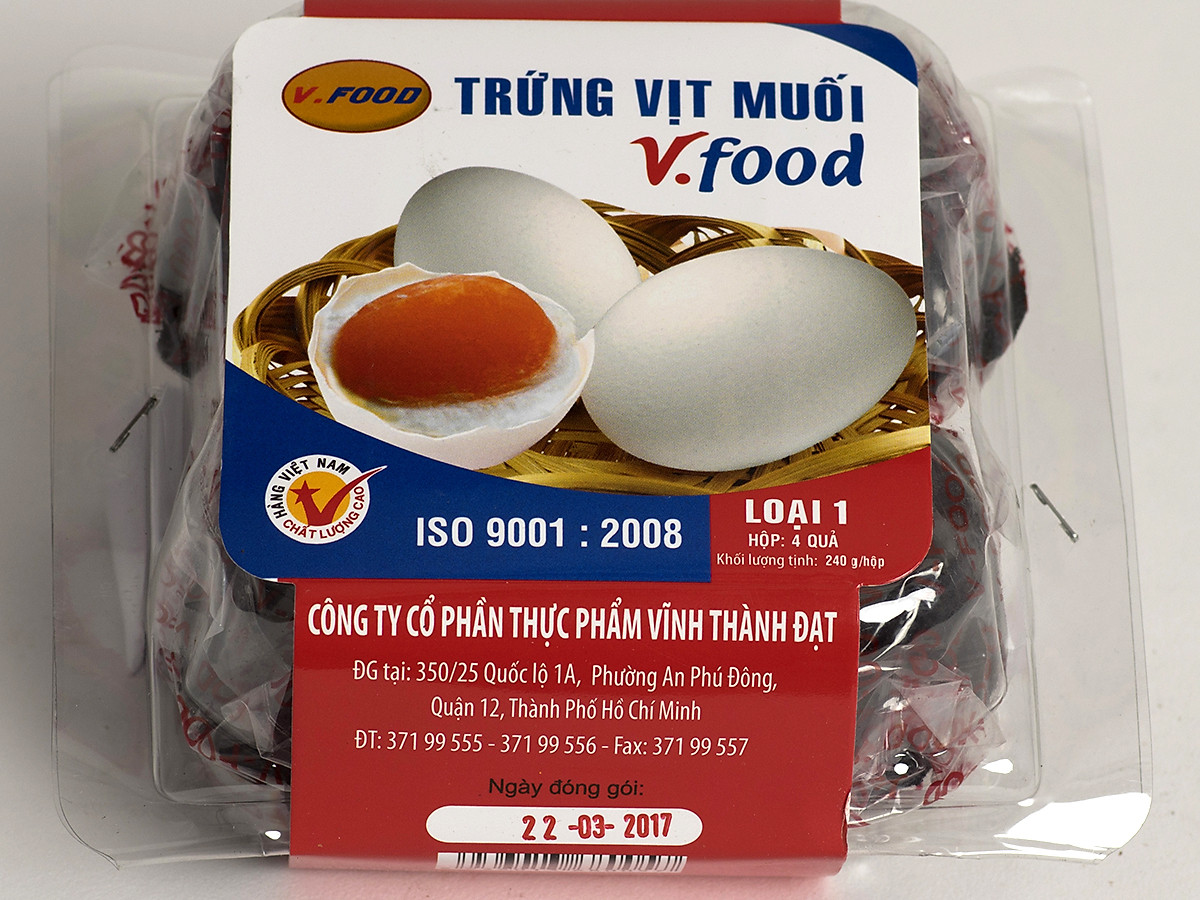 V.FOOD
TRỨNG VỊT MUỐI
V.food
HÀNG VIỆT NAM
CHẤT LƯỢNG CAO
ISO 9001 : 2008
LOẠI 1
HỘP: 4 QUẢ
Khối lượng tịnh: 240 g/hộp
CÔNG TY CỔ PHẦN THỰC PHẨM VĨNH THÀNH ĐẠT
ĐG tại: 350/25 Quốc lộ 1A, Phường An Phú Đông,
Quận 12, Thành Phố Hồ Chí Minh
ĐT: 371 99 555 - 371 99 556 - Fax: 371 99 557
Ngày đóng gói:
22 -03- 2017